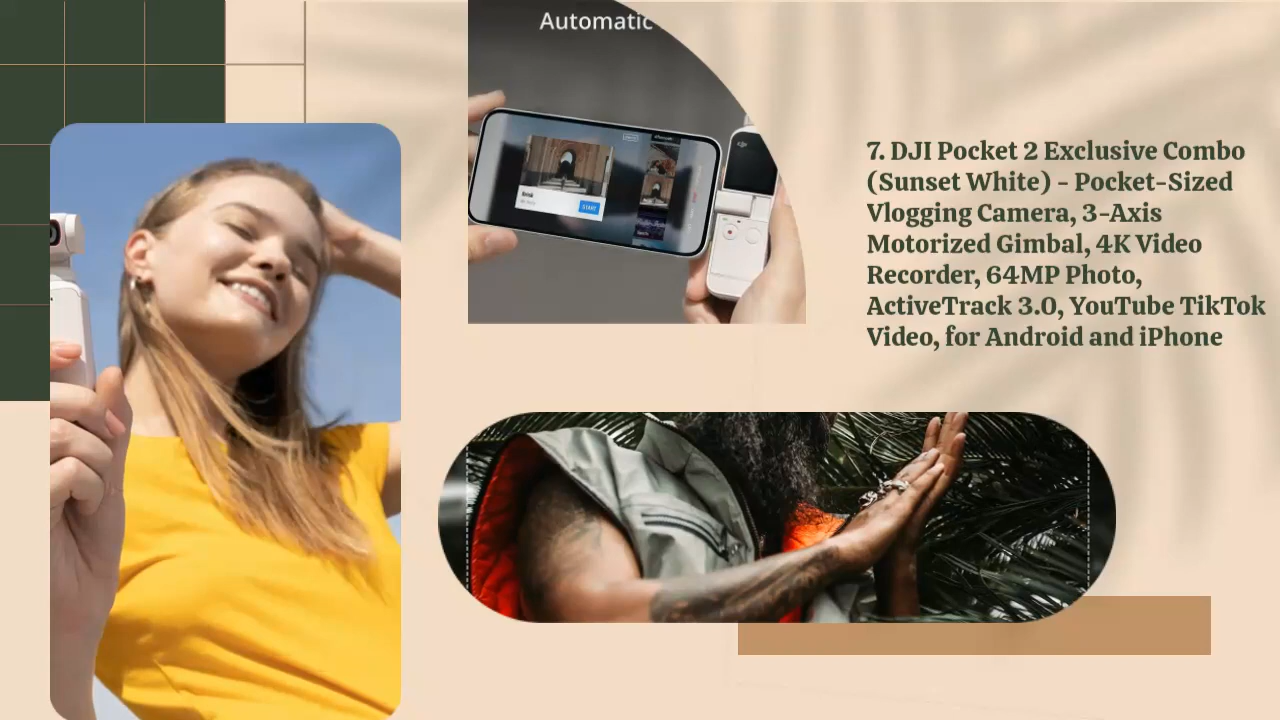 Automatic
START
7. DJI Pocket 2 Exclusive Combo
(Sunset White) - Pocket-Sized
Vlogging Camera, 3-Axis
Motorized Gimbal, 4K Video
Recorder, 64MP Photo,
ActiveTrack 3.0, YouTube TikTok
Video, for Android and iPhone